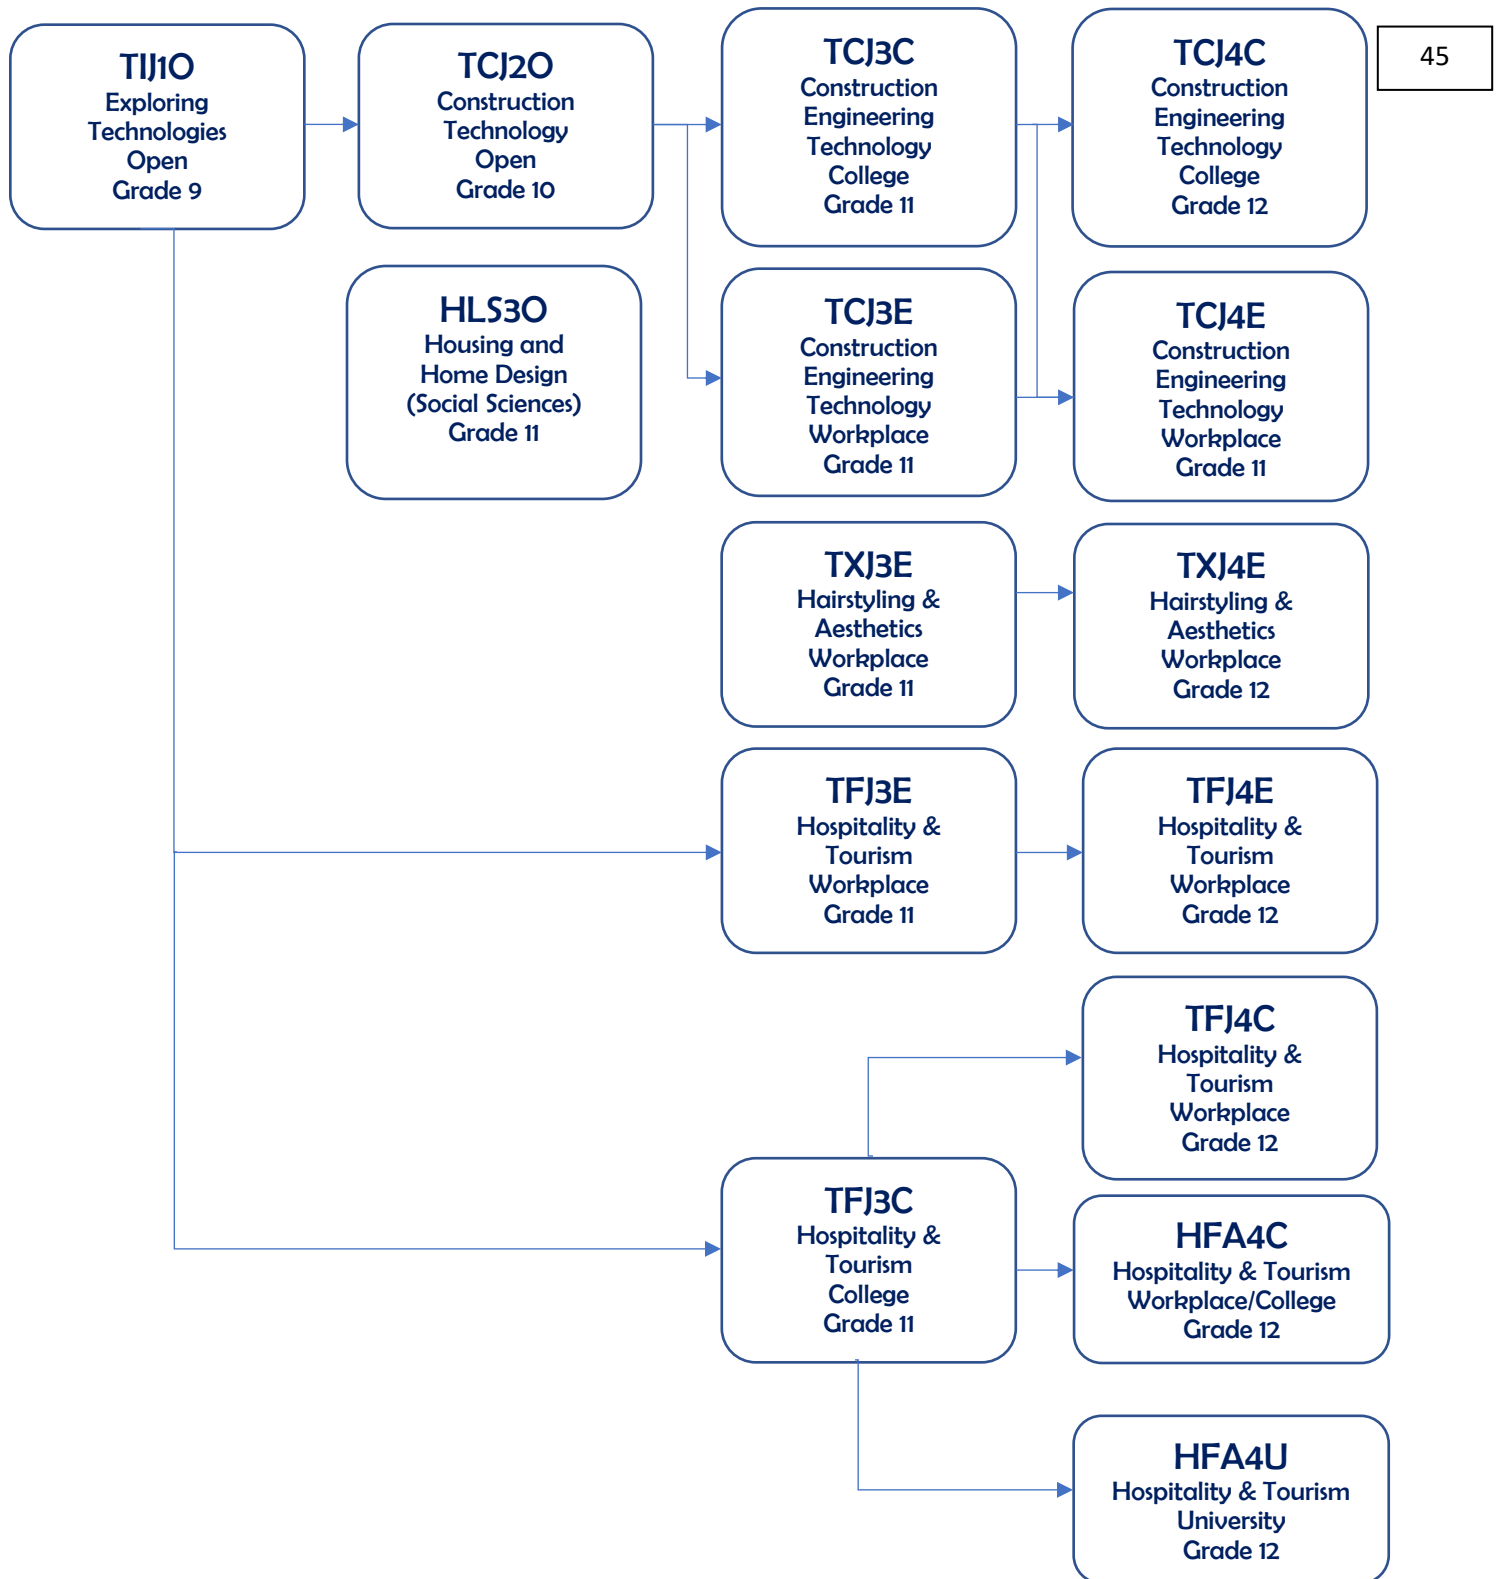 TIJ1O
Exploring
Technologies
Open
Grade 9
TCJ2O
Construction
Technology
Open
Grade 10
TCJ3C
Construction
Engineering
Technology
College
Grade 11
TCJ4C
Construction
Engineering
Technology
College
Grade 12
45
HLS3O
Housing and
Home Design
(Social Sciences)
Grade 11
TCJ3E
Construction
Engineering
Technology
Workplace
Grade 11
TCJ4E
Construction
Engineering
Technology
Workplace
Grade 11
TXJ3E
Hairstyling &
Aesthetics
Workplace
Grade 11
TXJ4E
Hairstyling &
Aesthetics
Workplace
Grade 12
TFJ3E
Hospitality &
Tourism
Workplace
Grade 11
TFJ4E
Hospitality &
Tourism
Workplace
Grade 12
TFJ4C
Hospitality &
Tourism
Workplace
Grade 12
TFJ3C
Hospitality &
Tourism
College
Grade 11
HFA4C
Hospitality & Tourism
Workplace/College
Grade 12
HFA4U
Hospitality & Tourism
University
Grade 12